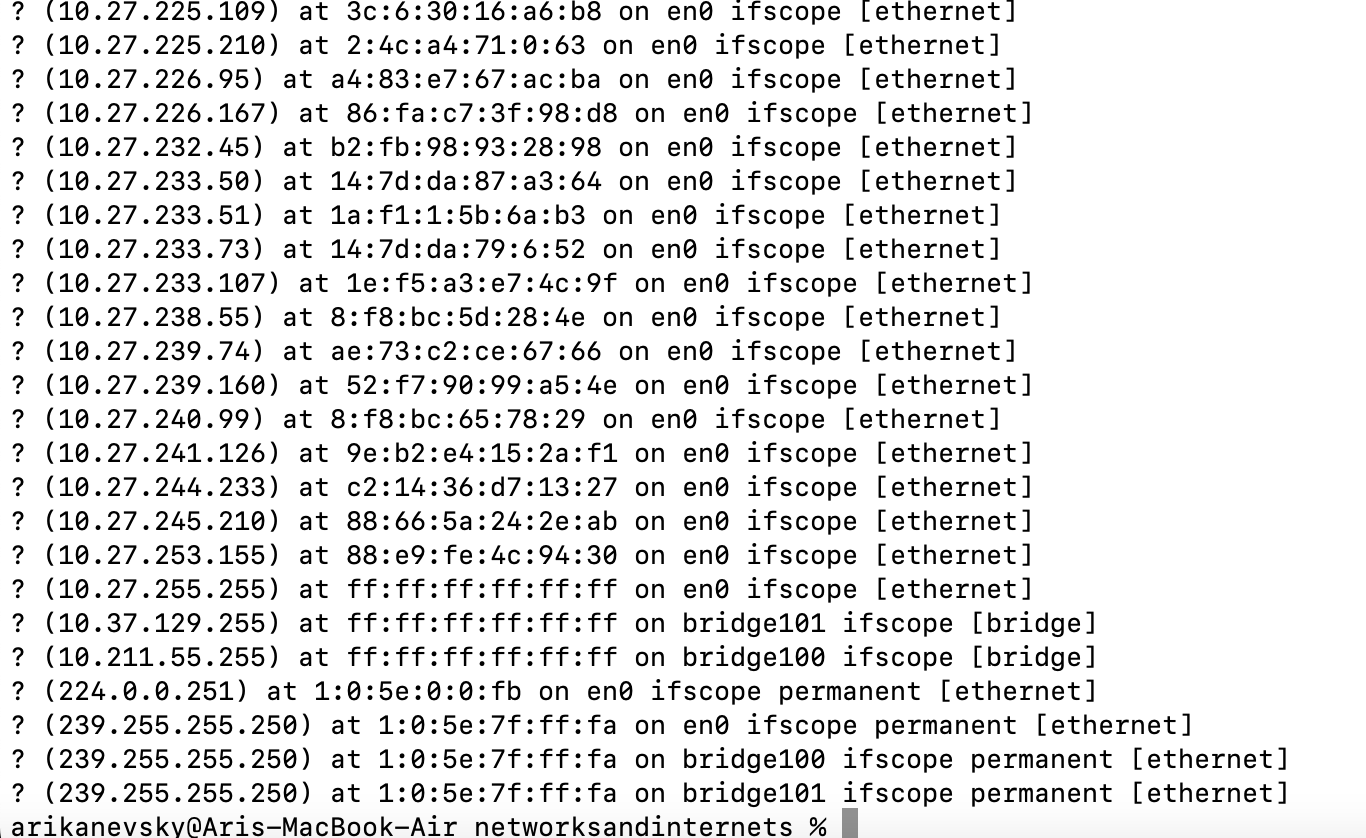 ? (10.27.225.109) at 3c:6:30:16:a6:b8 on en0 ifscope [ethernet]
? (10.27.225.210) at 2:4c:a4:71:0:63 on en0 ifscope [ethernet]
? (10.27.226.95) at a4:83:e7:67:ac:ba on en0 ifscope [ethernet]
? (10.27.226.167) at 86:fa:c7:3f:98:d8 on en0 ifscope [ethernet]
? (10.27.232.45) at b2:fb:98:93:28:98 on en0 ifscope [ethernet]
? (10.27.233.50) at 14:7d:da:87:a3:64 on en0 ifscope [ethernet]
? (10.27.233.51) at 1a:f1:1:5b:6a:b3 on en0 ifscope [ethernet]
? (10.27.233.73) at 14:7d:da:79:6:52 on en0 ifscope [ethernet]
? (10.27.233.107) at 1e:f5:a3:e7:4c:9f on en0 ifscope [ethernet]
? (10.27.238.55) at 8:f8:bc:5d:28:4e on en0 ifscope [ethernet]
? (10.27.239.74) at ae:73:c2:ce:67:66 on en0 ifscope [ethernet]
? (10.27.239.160) at 52:f7:90:99:a5:4e on en0 ifscope [ethernet]
? (10.27.240.99) at 8:f8:bc:65:78:29 on en0 ifscope [ethernet]
? (10.27.241.126) at 9e:b2:e4:15:2a:f1 on en0 ifscope [ethernet]
? (10.27.244.233) at c2:14:36:d7:13:27 on en0 ifscope [ethernet]
? (10.27.245.210) at 88:66:5a:24:2e:ab on en0 ifscope [ethernet]
? (10.27.253.155) at 88:e9:fe:4c:94:30 on en0 ifscope [ethernet]
? (10.27.255.255) at ff:ff:ff:ff:ff:ff on en0 ifscope [ethernet]
? (10.37.129.255) at ff:ff:ff:ff:ff:ff on bridge101 ifscope [bridge]
? (10.211.55.255) at ff:ff:ff:ff:ff:ff on bridge100 ifscope [bridge]
? (224.0.0.251) at 1:0:5e:0:0:fb on en0 ifscope permanent [ethernet]
? (239.255.255.250) at 1:0:5e:7f:ff:fa on en0 ifscope permanent [ethernet]
? (239.255.255.250) at 1:0:5e:7f:ff:fa on bridge100 ifscope permanent [ethernet]
? (239.255.255.250) at 1:0:5e:7f:ff:fa on bridge101 ifscope permanent [ethernet]
arikanevsky@Aris-MacBook-Air networksandinternets %